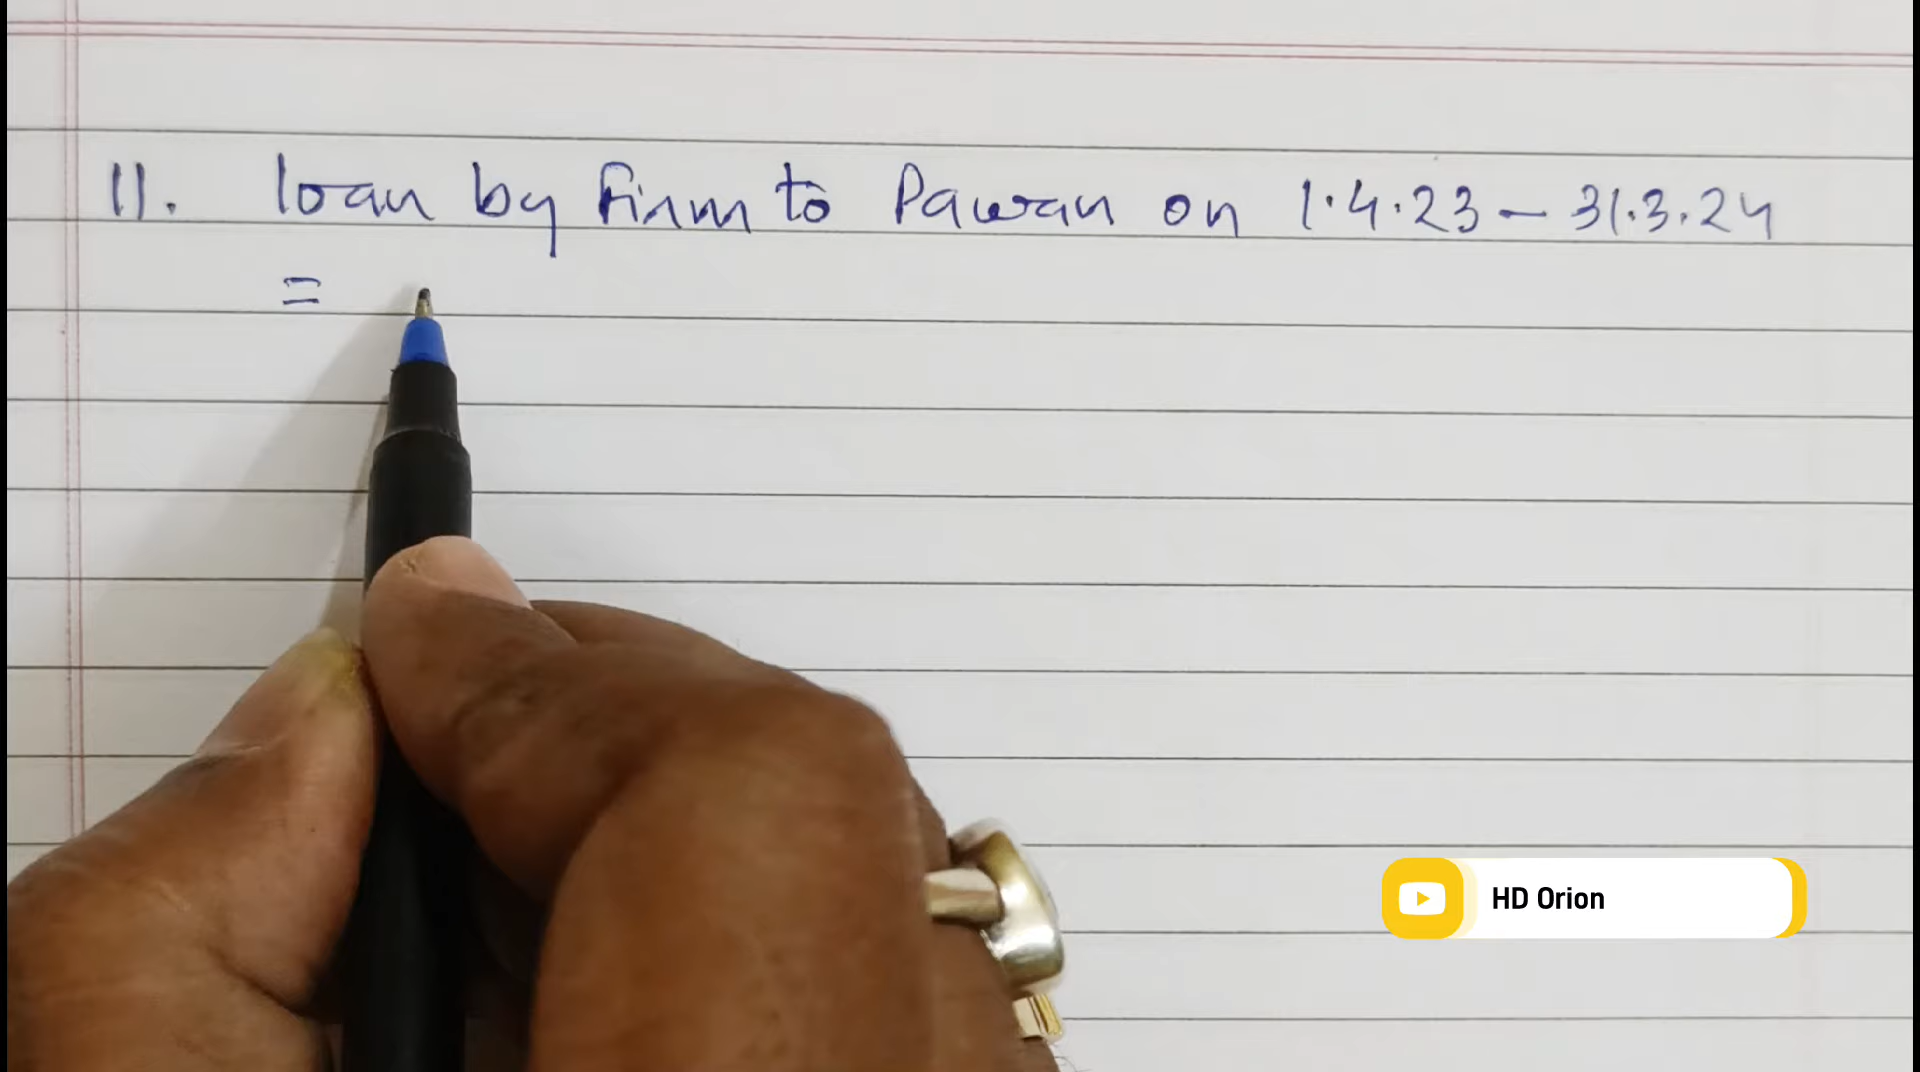 11. loan by firm to Pawan on 1.4.23 - 31.3.24
=
HD Orion